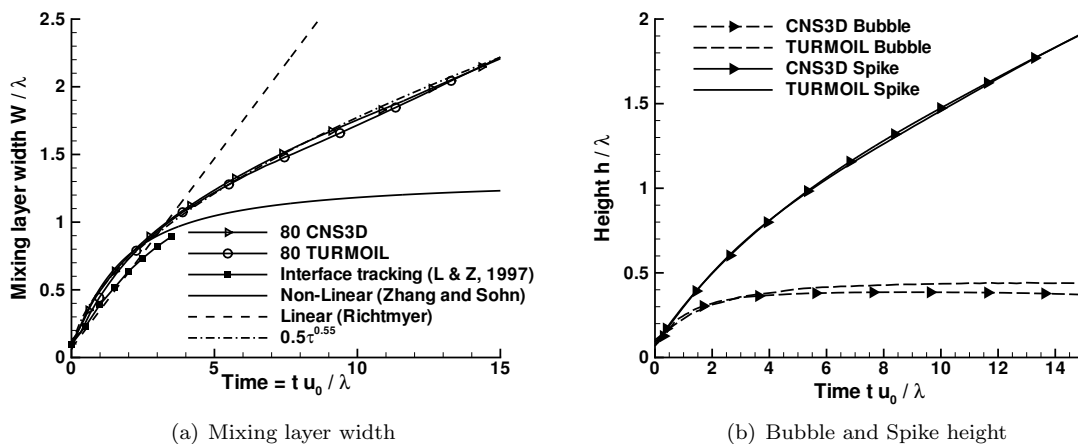 Mixing layer width W / λ
2.5
2
1.5
1
0.5
0
0
5
10
15
Time = t u0 / λ
80 CNS3D
80 TURMOIL
Interface tracking (L & Z, 1997)
Non-Linear (Zhang and Sohn)
Linear (Richtmyer)
0.5τ^0.55
(a) Mixing layer width
Height h / λ
2
1.5
1
0.5
0
0
2
4
6
8
10
12
14
Time t u0 / λ
CNS3D Bubble
TURMOIL Bubble
CNS3D Spike
TURMOIL Spike
(b) Bubble and Spike height